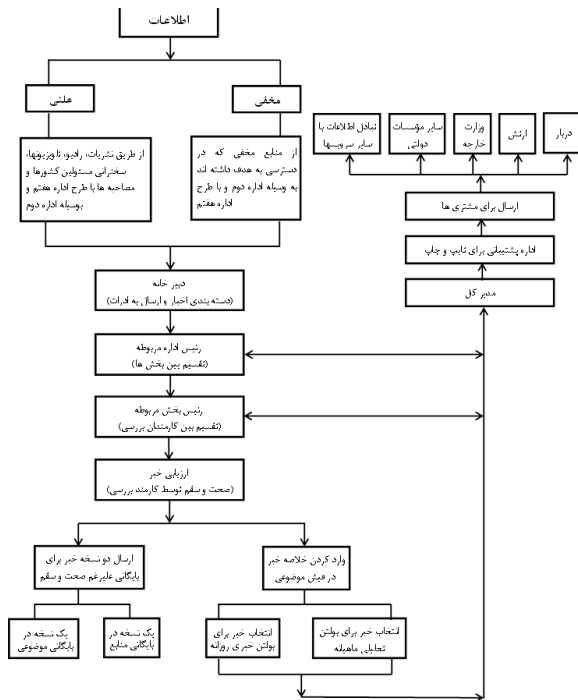 اطلاعات
علنی
مخفی
از طریق نشریات، رادیو، تلویزیونها،
سخنرانی مسئولین کشورها و
مصاحبه ها با طرح اداره هفتم و
بوسیله اداره دوم
از منابع مخفی که در
دسترسی به هدف داشته اند
به وسیله اداره دوم و با طرح
اداره هفتم
دبیر خانه
(دسته بندی اخبار و ارسال به ادرات)
رئیس اداره مربوطه
(تقسیم بین بخش ها)
رئیس بخش مربوطه
(تقسیم بین کارمندان بررسی)
ارزیابی خبر
(صحت و سقم توسط کارمند بررسی)
ارسال دو نسخه خبر برای
بایگانی علیرغم صحت و سقم
وارد کردن خلاصه خبر
در فیش موضوعی
یک نسخه در
بایگانی موضوعی
یک نسخه در
بایگانی منابع
انتخاب خبر برای
بولتن خبری روزانه
انتخاب خبر برای بولتن
تحلیلی ماهیانه
مدیر کل
اداره پشتیبانی برای تایپ و چاپ
ارسال برای مشتری ها
دربار
ارتش
وزارت
خارجه
سایر مؤسسات
دولتی
تبادل اطلاعات با
سایر سرویسها